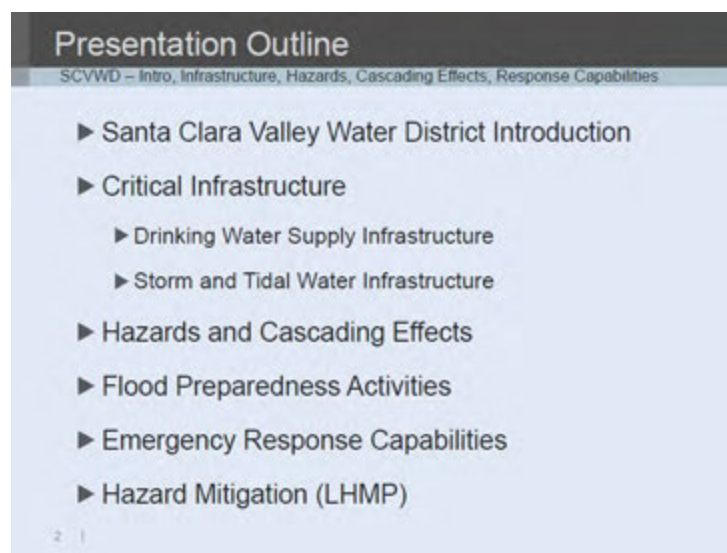 Presentation Outline
SCVWD – Intro, Infrastructure, Hazards, Cascading Effects, Response Capabilities
▶ Santa Clara Valley Water District Introduction
▶ Critical Infrastructure
▶ Drinking Water Supply Infrastructure
▶ Storm and Tidal Water Infrastructure
▶ Hazards and Cascading Effects
▶ Flood Preparedness Activities
▶ Emergency Response Capabilities
▶ Hazard Mitigation (LHMP)
2 |